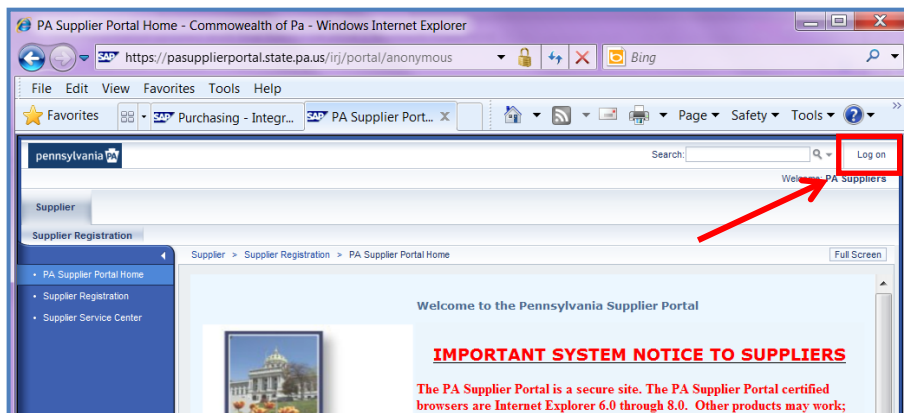 PA Supplier Portal Home - Commowealth of Pa - Windows Internet Explorer
SAP https://pasupplierportal.state.pa.us/irj/portal/anonymous Bing
File Edit View Favorites Tools Help
Favorites SAP Purchasing - Integr... SAP PA Supplier Port... X Page Safety Tools »
pennsylvania PA Search: Log on
Welcome: PA Suppliers
Supplier
Supplier Registration
Supplier > Supplier Registration > PA Supplier Portal Home Full Screen
• PA Supplier Portal Home
• Supplier Registration
• Supplier Service Center
Welcome to the Pennsylvania Supplier Portal
IMPORTANT SYSTEM NOTICE TO SUPPLIERS
The PA Supplier Portal is a secure site. The PA Supplier Portal certified
browsers are Internet Explorer 6.0 through 8.0. Other products may work;